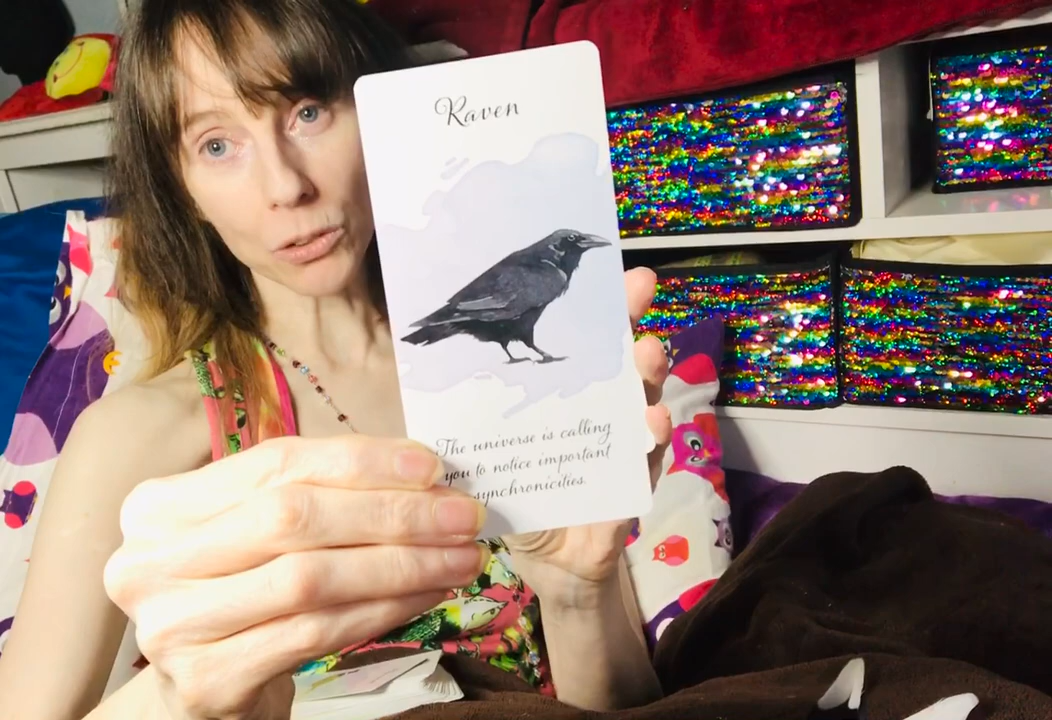 Raven
The universe is calling
you to notice important
synchronicities.